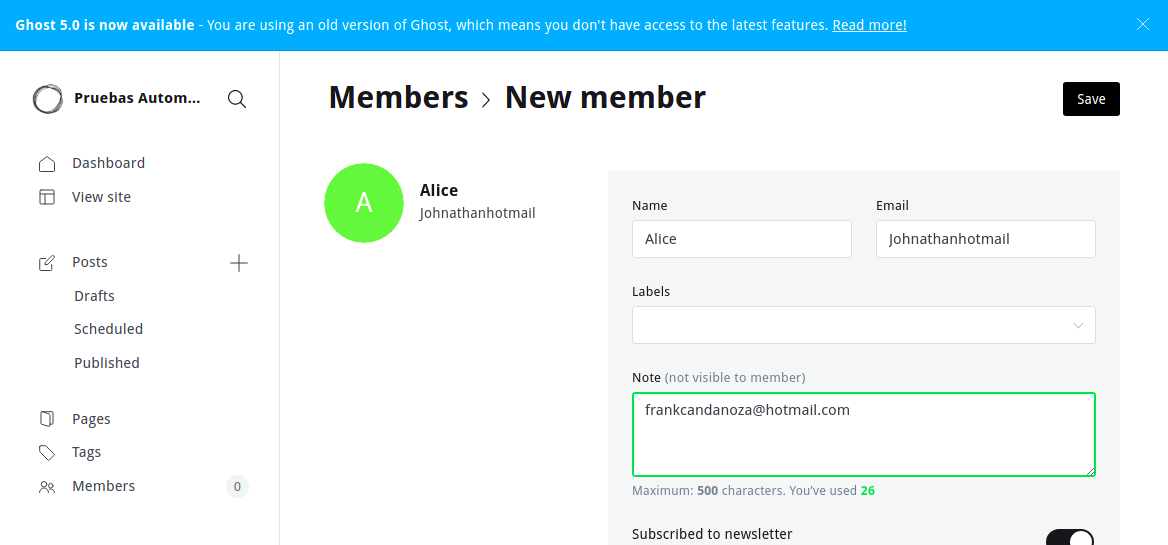 Ghost 5.0 is now available - You are using an old version of Ghost, which means you don't have access to the latest features. Read more!
Pruebas Autom...
Dashboard
View site
Posts
Drafts
Scheduled
Published
Pages
Tags
Members 0
Members > New member
Save
A
Alice
Johnathanhotmail
Name Email
Alice Johnathanhotmail
Labels
Note (not visible to member)
frankcandanoza@hotmail.com
Maximum: 500 characters. You've used 26
Subscribed to newsletter